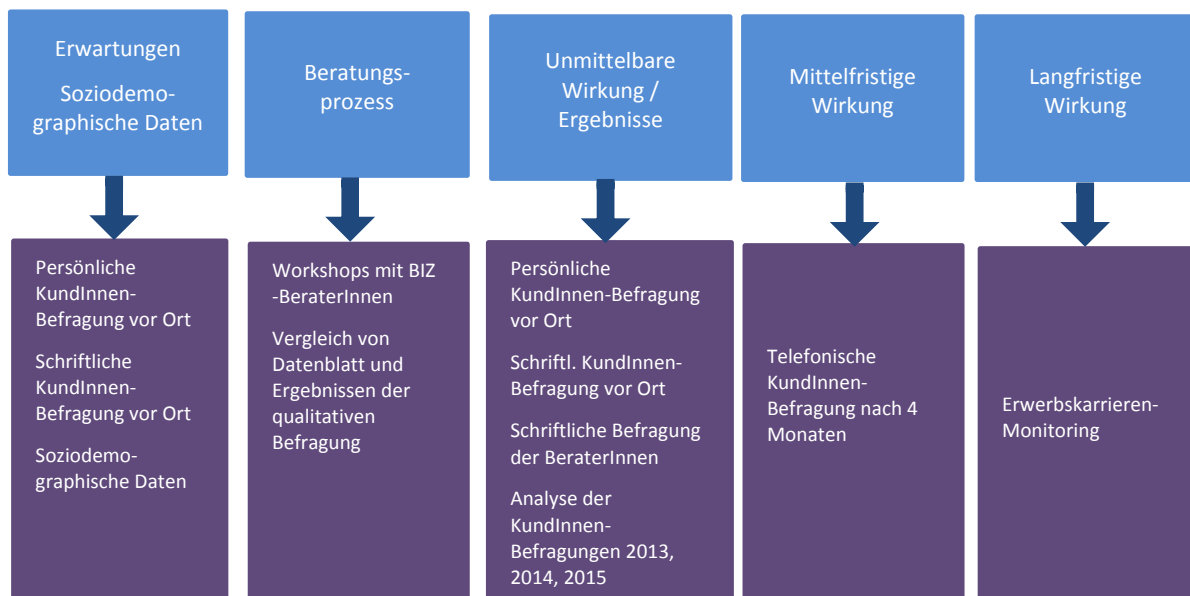 Erwartungen
Soziodemo-
graphische Daten
Beratungs-
prozess
Unmittelbare
Wirkung /
Ergebnisse
Mittelfristige
Wirkung
Langfristige
Wirkung
Persönliche
KundInnen-
Befragung vor Ort
Schriftliche
KundInnen-
Befragung vor Ort
Soziodemo-
graphische Daten
Workshops mit BIZ
-BeraterInnen
Vergleich von
Datenblatt und
Ergebnissen der
qualitativen
Befragung
Persönliche
KundInnen-Befragung
vor Ort
Schriftl. KundInnen-
Befragung vor Ort
Schriftliche Befragung
der BeraterInnen
Analyse der
KundInnen-
Befragungen 2013,
2014, 2015
Telefonische
KundInnen-
Befragung nach 4
Monaten
Erwerbskarrieren-
Monitoring